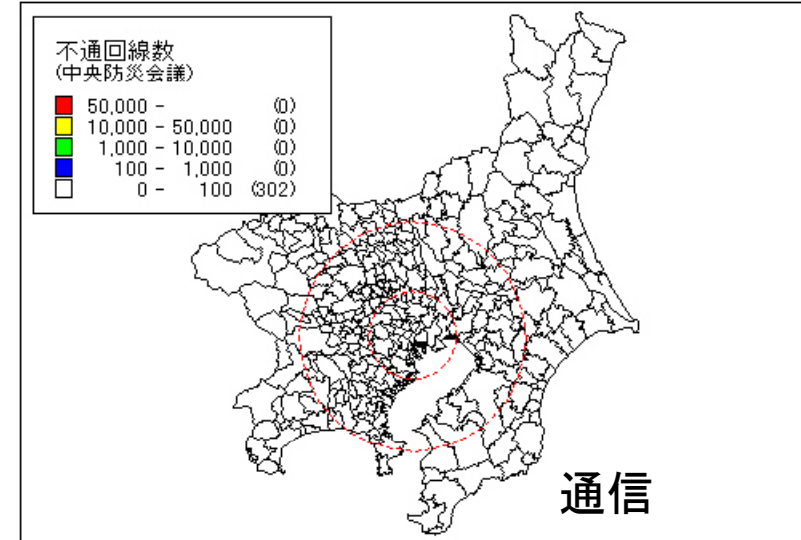 不通回線数
(中央防災会議)
50,000 - (0)
10,000 - 50,000 (0)
1,000 - 10,000 (0)
100 - 1,000 (0)
0 - 100 (302)
通信